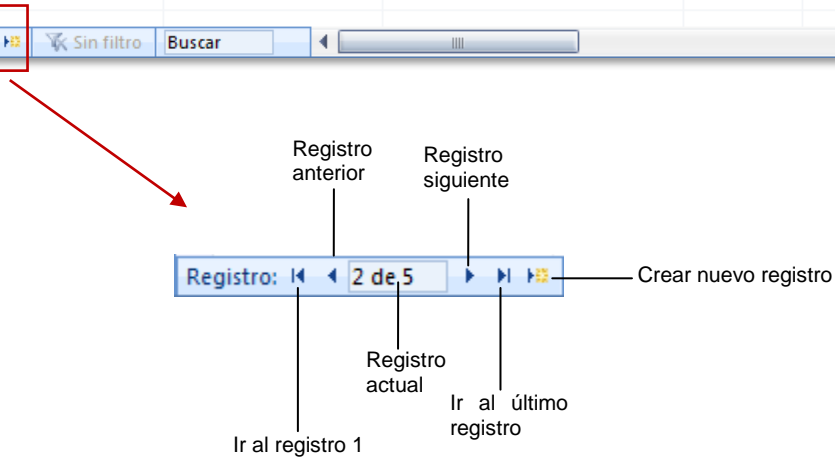 Sin filtro Buscar
Registro anterior
Registro siguiente
Registro: 2 de 5
Crear nuevo registro
Registro actual
Ir al último registro
Ir al registro 1